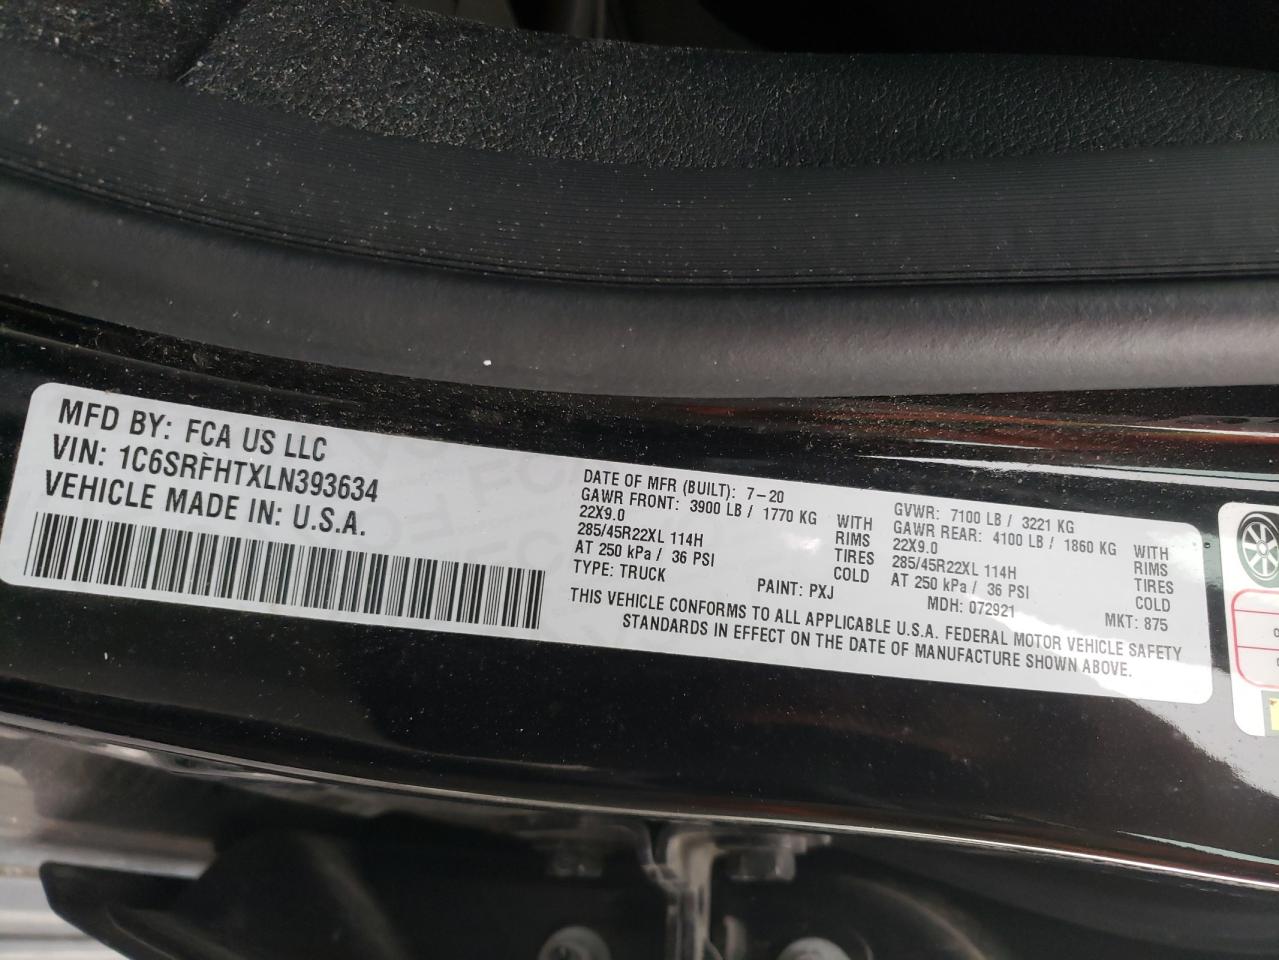 MFD BY: FCA US LLC
VIN: 1C6SRFHTXLN393634
VEHICLE MADE IN: U.S.A.
DATE OF MFR (BUILT): 7-20
GAWR FRONT: 3900 LB / 1770 KG WITH
22X9.0 RIMS
285/45R22XL 114H TIRES
AT 250 kPa / 36 PSI COLD
TYPE: TRUCK PAINT: PXJ
GVWR: 7100 LB / 3221 KG
GAWR REAR: 4100 LB / 1860 KG WITH
22X9.0 RIMS
285/45R22XL 114H TIRES
AT 250 kPa / 36 PSI COLD
MDH: 072921 MKT: 875
THIS VEHICLE CONFORMS TO ALL APPLICABLE U.S.A. FEDERAL MOTOR VEHICLE SAFETY
STANDARDS IN EFFECT ON THE DATE OF MANUFACTURE SHOWN ABOVE.